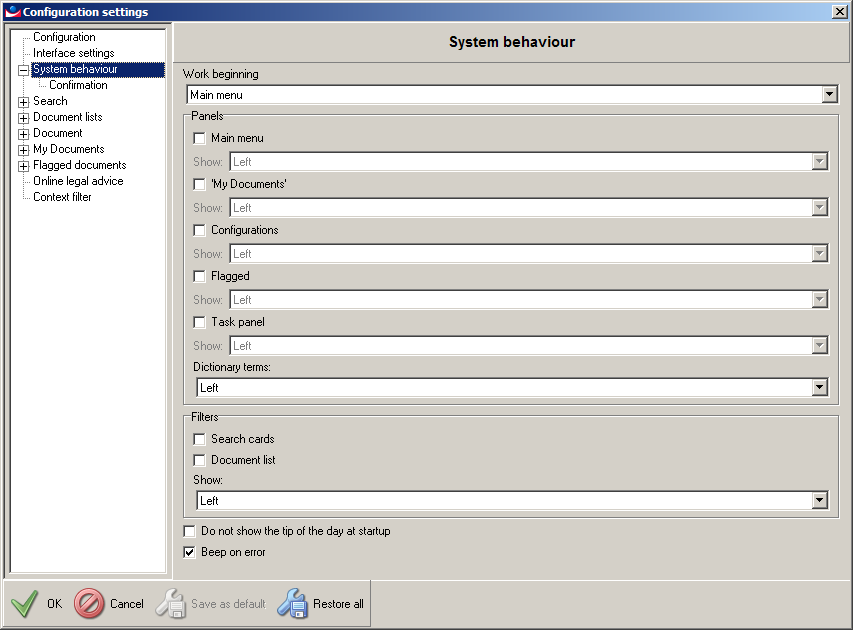 Configuration settings
Configuration
Interface settings
System behaviour
Confirmation
Search
Document lists
Document
My Documents
Flagged documents
Online legal advice
Context filter
System behaviour
Work beginning
Main menu
Panels
Main menu
Show: Left
'My Documents'
Show: Left
Configurations
Show: Left
Flagged
Show: Left
Task panel
Show: Left
Dictionary terms:
Left
Filters
Search cards
Document list
Show:
Left
Do not show the tip of the day at startup
Beep on error
OK Cancel Save as default Restore all